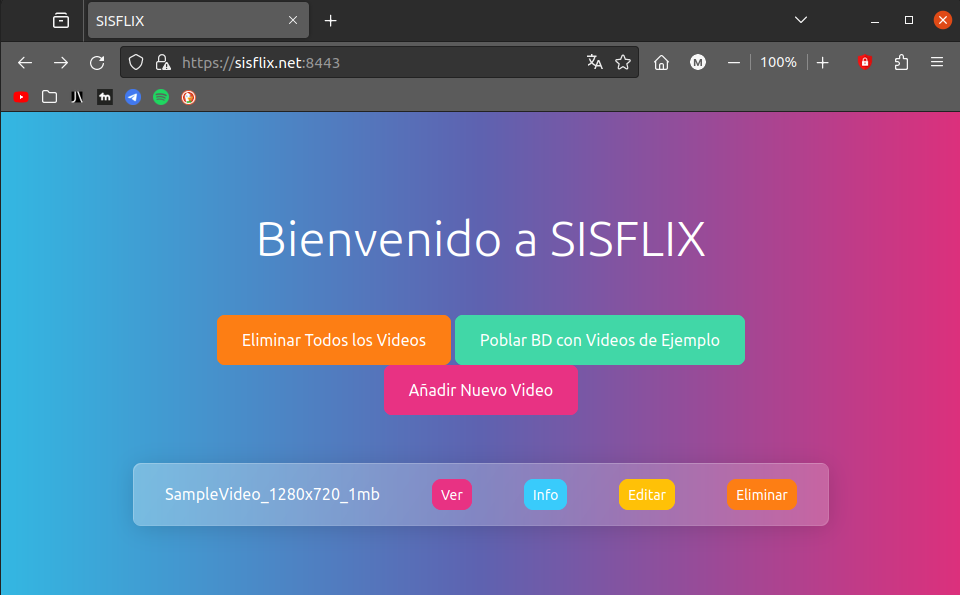 SISFLIX
https://sisflix.net:8443
100%
M
Bienvenido a SISFLIX
Eliminar Todos los Videos
Poblar BD con Videos de Ejemplo
Añadir Nuevo Video
SampleVideo_1280x720_1mb
Ver
Info
Editar
Eliminar